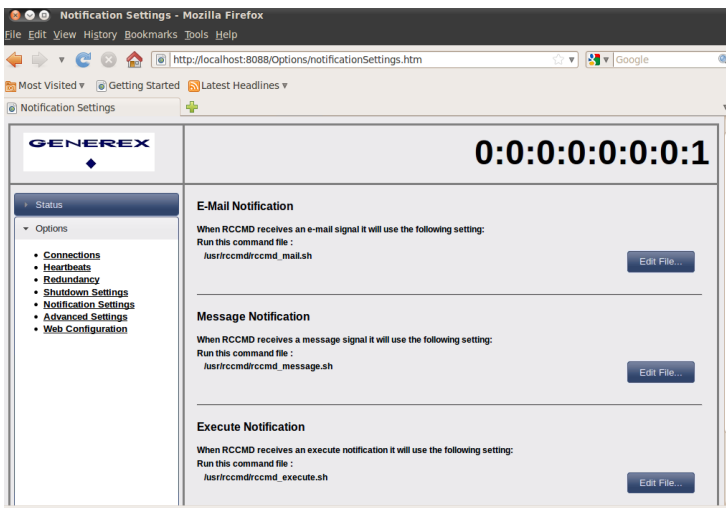 Notification Settings - Mozilla Firefox
File Edit View History Bookmarks Tools Help
http://localhost:8088/Options/notificationSettings.htm
Google
Most Visited
Getting Started
Latest Headlines
Notification Settings
GENEREX
0:0:0:0:0:0:0:1
Status
Options
Connections
Heartbeats
Redundancy
Shutdown Settings
Notification Settings
Advanced Settings
Web Configuration
E-Mail Notification
When RCCMD receives an e-mail signal it will use the following setting:
Run this command file :
/usr/rccmd/rccmd_mail.sh
Edit File...
Message Notification
When RCCMD receives a message signal it will use the following setting:
Run this command file :
/usr/rccmd/rccmd_message.sh
Edit File...
Execute Notification
When RCCMD receives an execute notification it will use the following setting:
Run this command file :
/usr/rccmd/rccmd_execute.sh
Edit File...